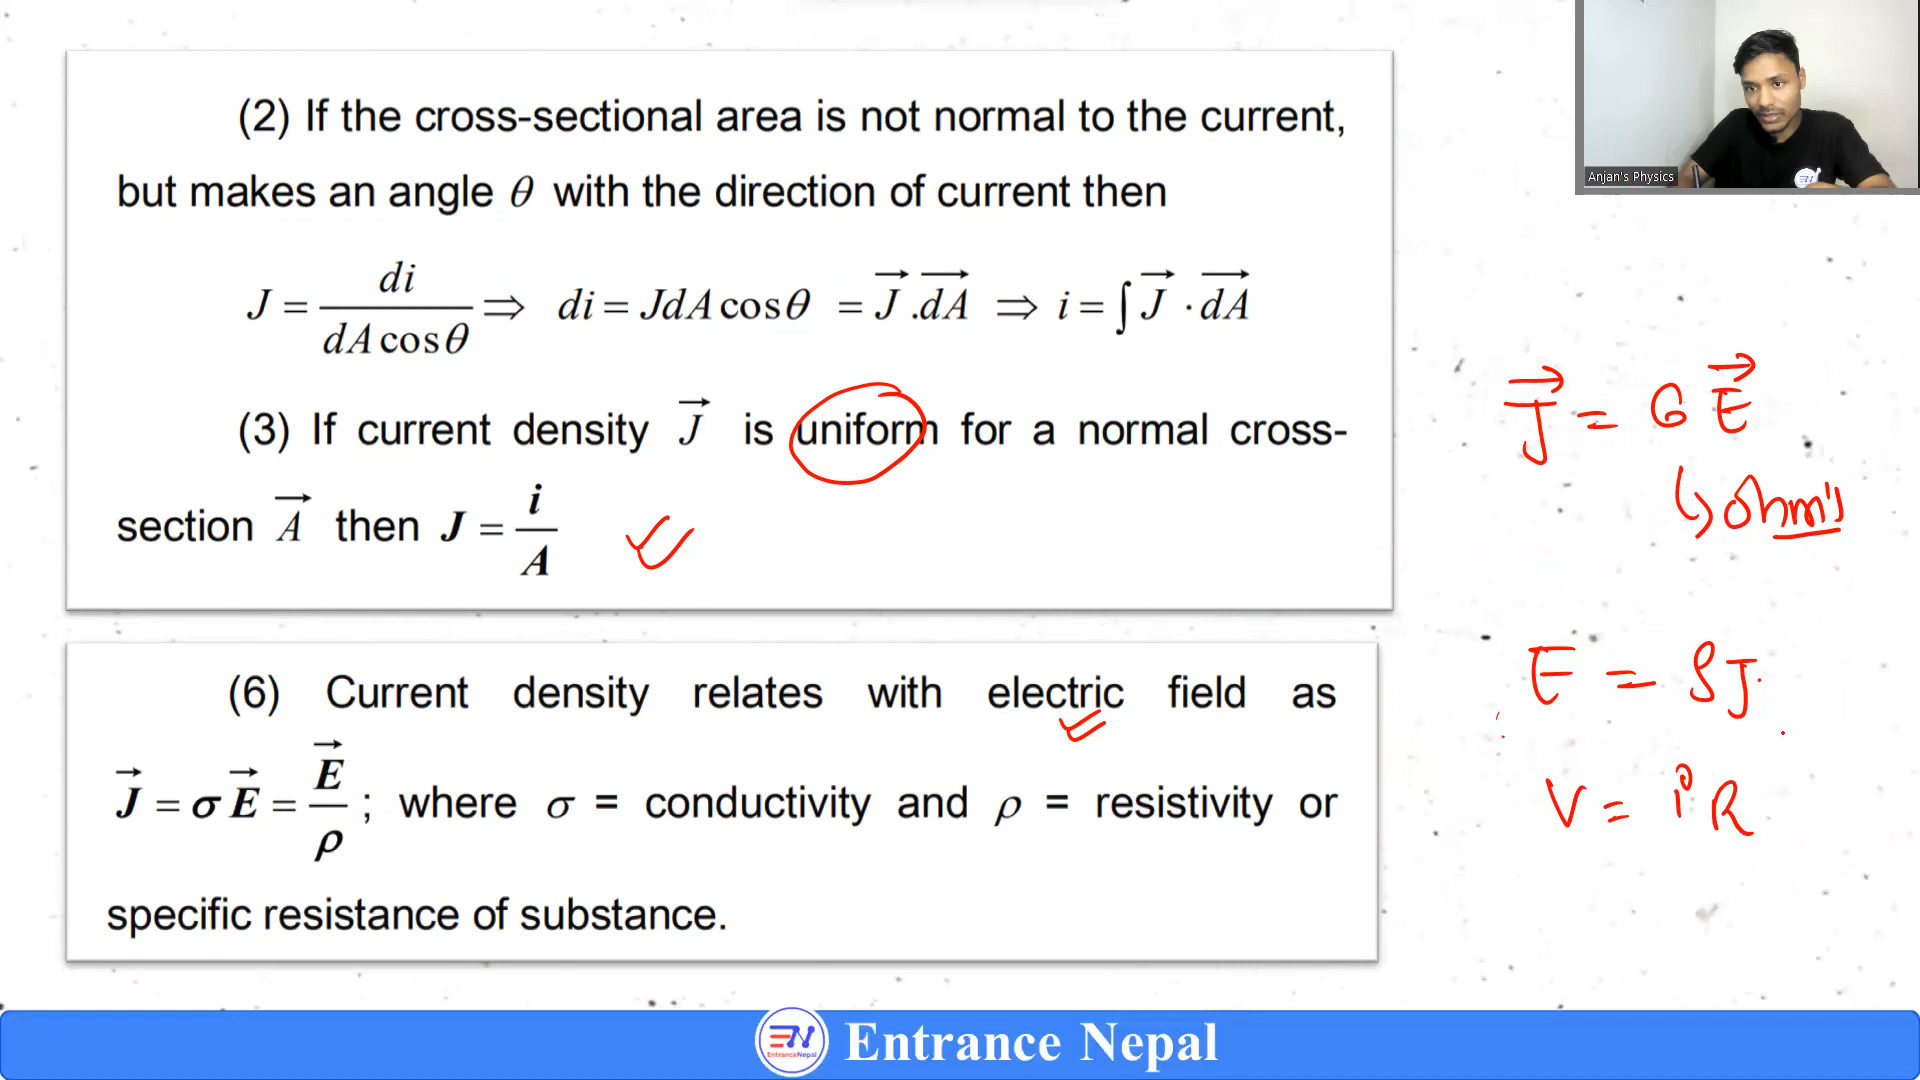 (2) If the cross-sectional area is not normal to the current,
but makes an angle θ with the direction of current then
J = di / dA cosθ ⇒ di = JdA cosθ = J⃗ .dA⃗ ⇒ i = ∫ J⃗ · dA⃗
(3) If current density J⃗ is uniform for a normal cross-
section A⃗ then J = i / A
(6) Current density relates with electric field as
J⃗ = σ E⃗ = E⃗ / ρ ; where σ = conductivity and ρ = resistivity or
specific resistance of substance.
Anjan's Physics
J⃗ = σ E⃗
↳ ohm's
E = ρJ
V = iR
EN
EntranceNepal
Entrance Nepal